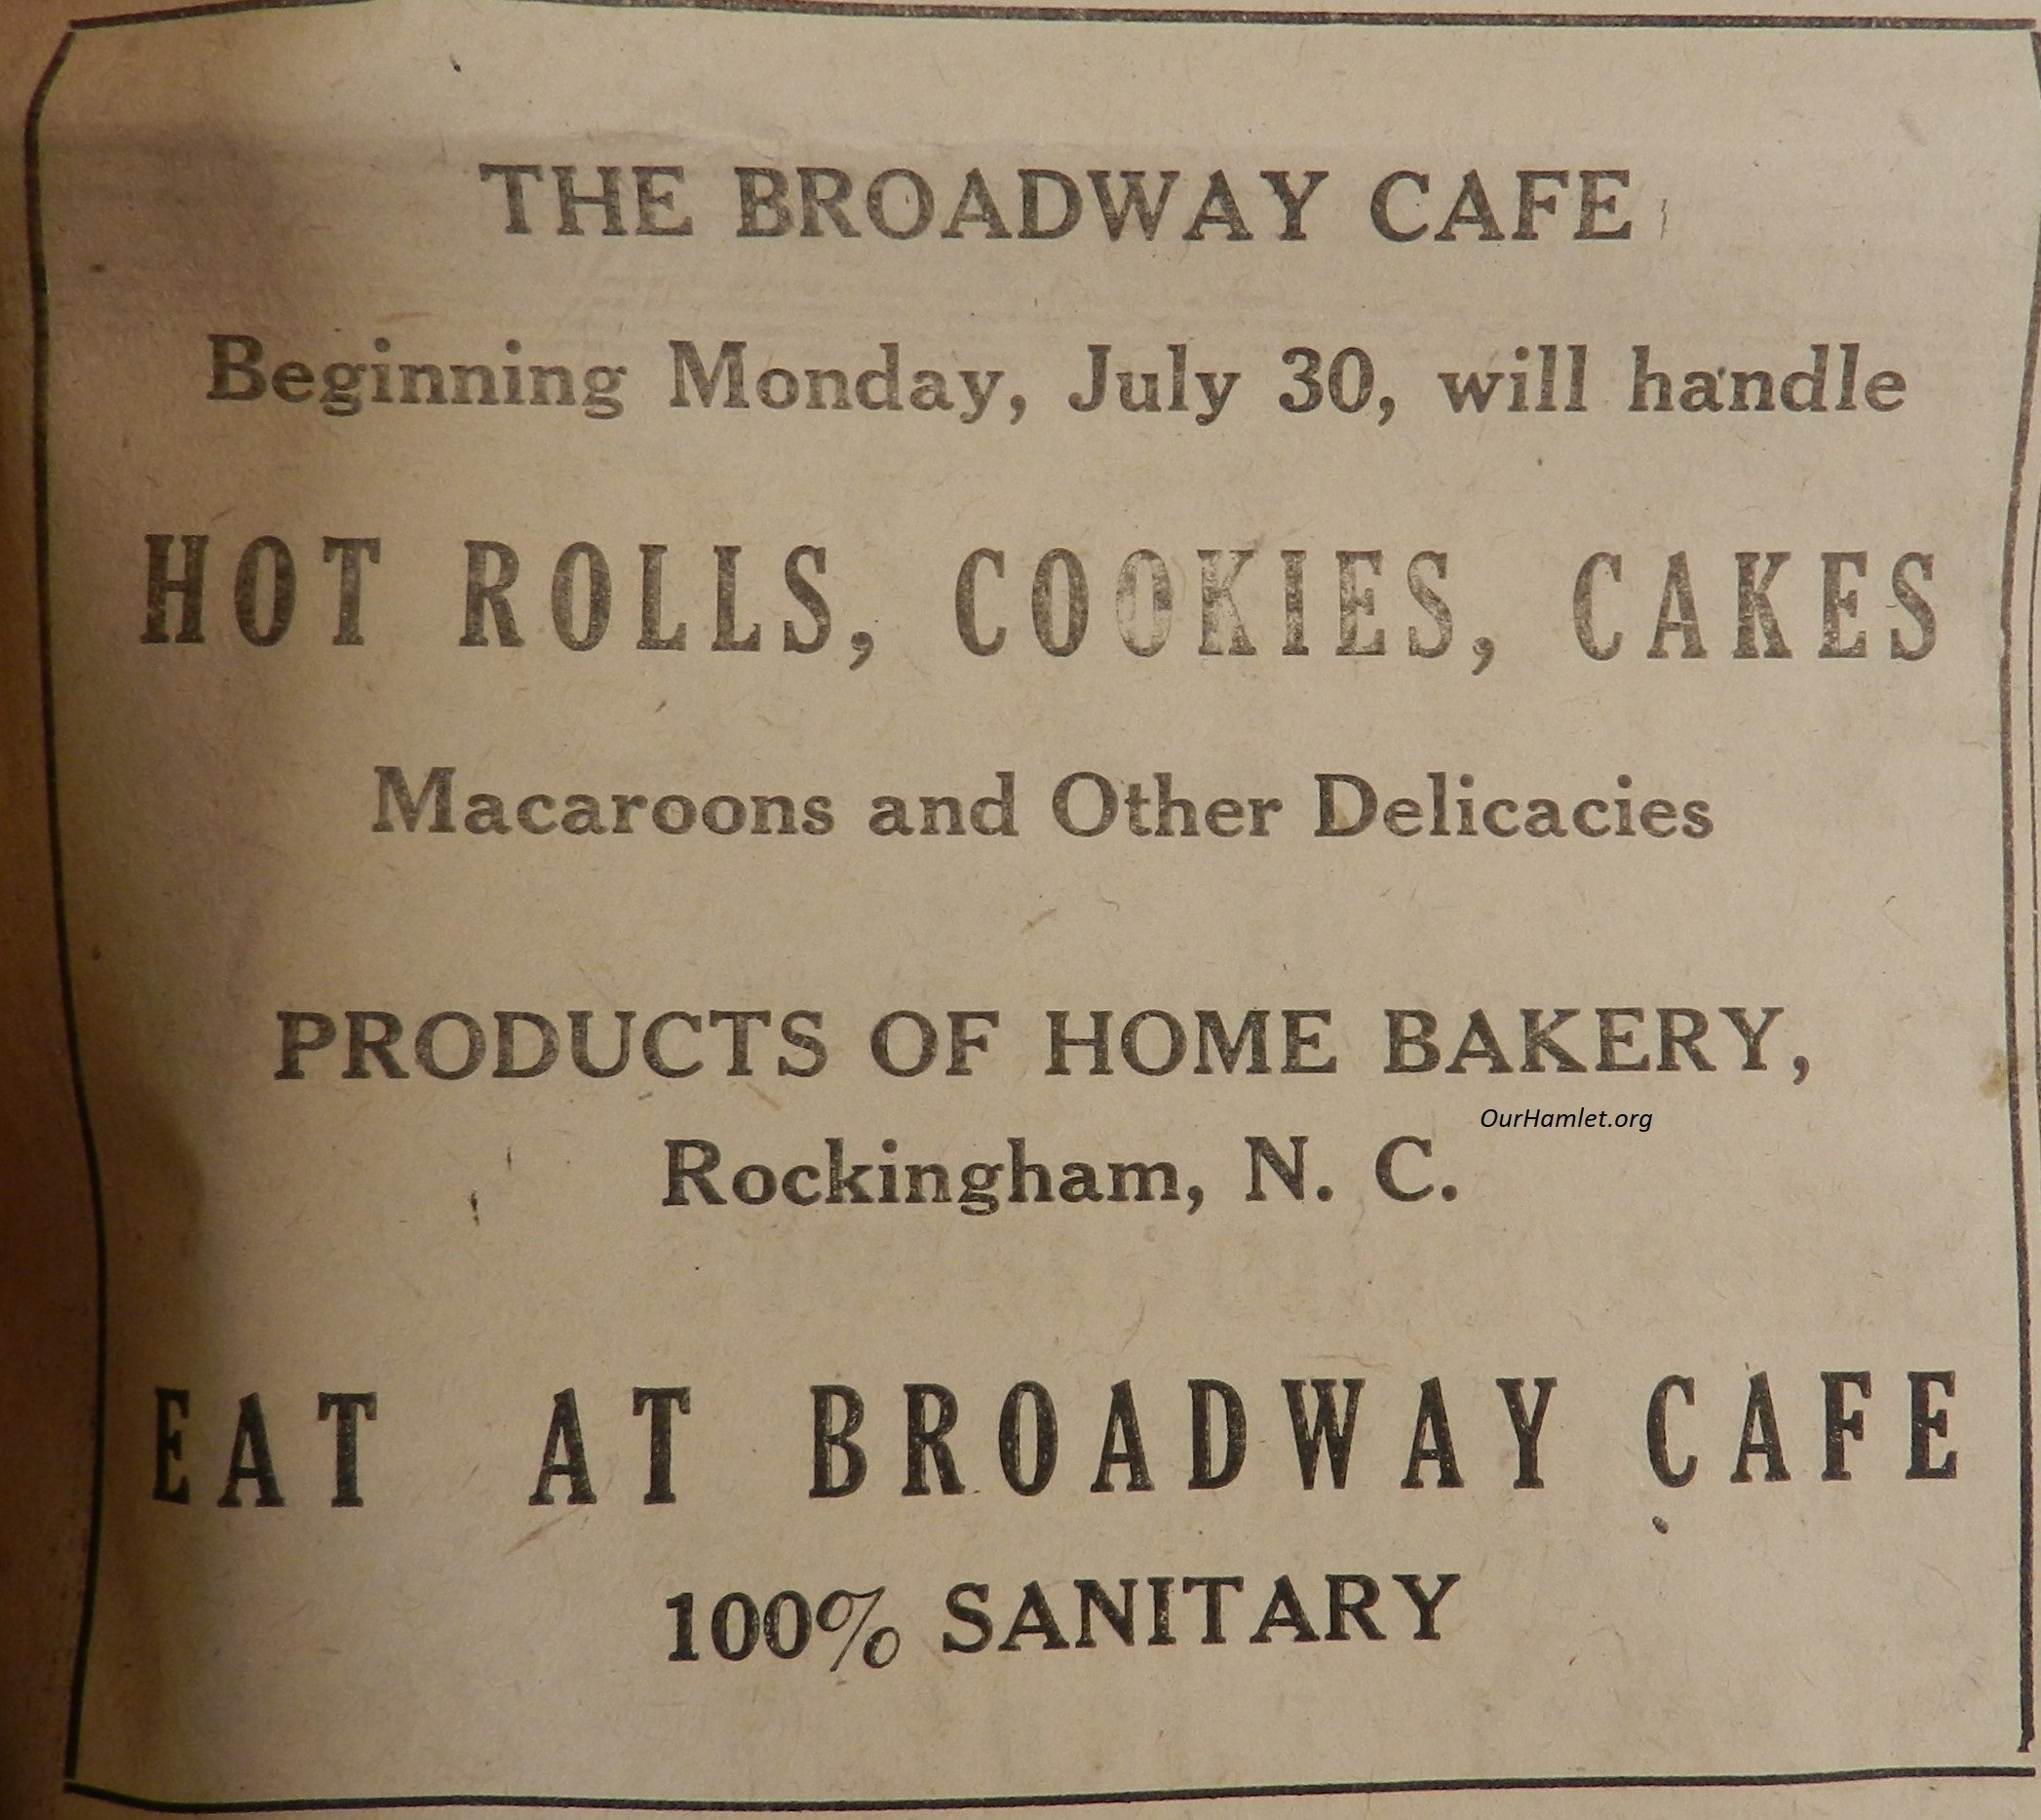 THE BROADWAY CAFE
Beginning Monday, July 30, will handle
HOT ROLLS, COOKIES, CAKES
Macaroons and Other Delicacies
PRODUCTS OF HOME BAKERY,
OurHamlet.org
Rockingham, N. C.
EAT AT BROADWAY CAFE
100% SANITARY